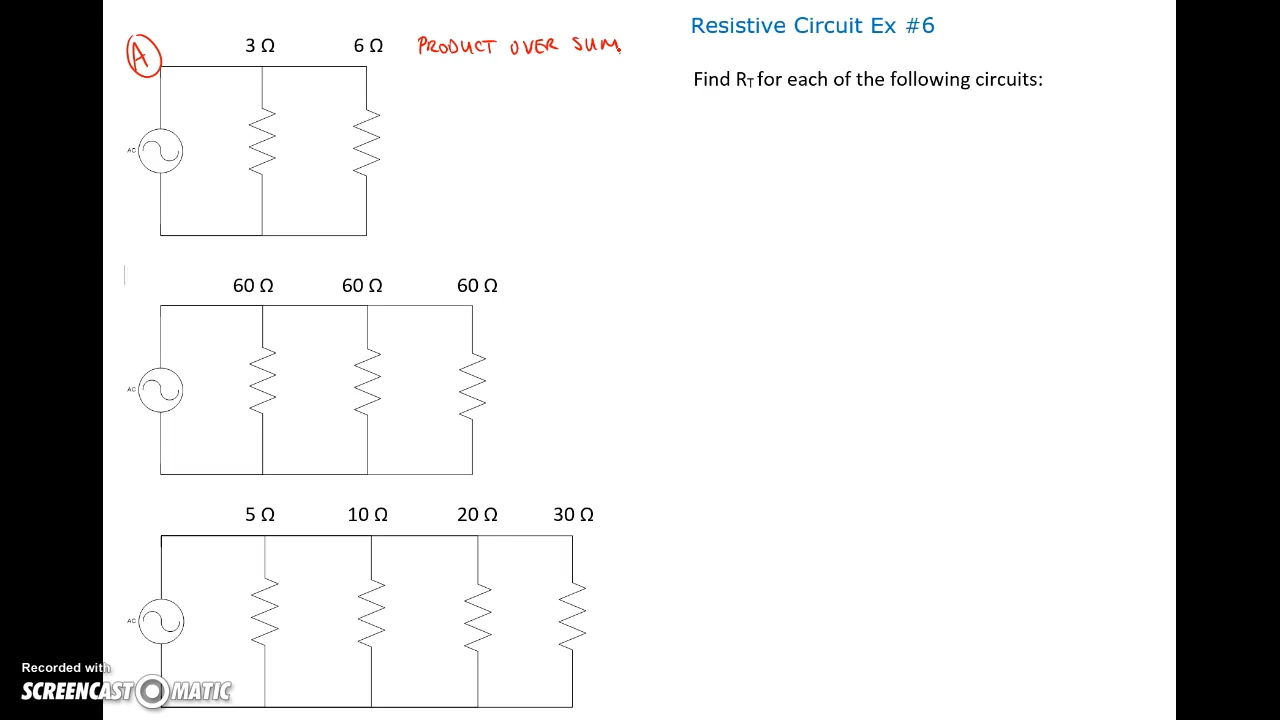 Resistive Circuit Ex #6
Find RT for each of the following circuits:
A
3 Ω 6 Ω PRODUCT OVER SUM
AC
60 Ω 60 Ω 60 Ω
AC
5 Ω 10 Ω 20 Ω 30 Ω
AC
Recorded with
SCREENCAST MATIC